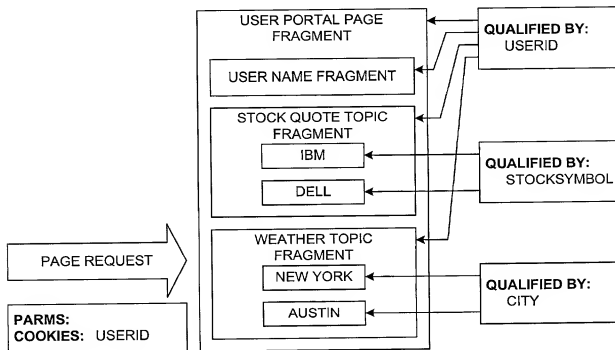 USER PORTAL PAGE
FRAGMENT
USER NAME FRAGMENT
STOCK QUOTE TOPIC
FRAGMENT
IBM
DELL
WEATHER TOPIC
FRAGMENT
NEW YORK
AUSTIN
QUALIFIED BY:
USERID
QUALIFIED BY:
STOCKSYMBOL
QUALIFIED BY:
CITY
PAGE REQUEST
PARMS:
COOKIES: USERID